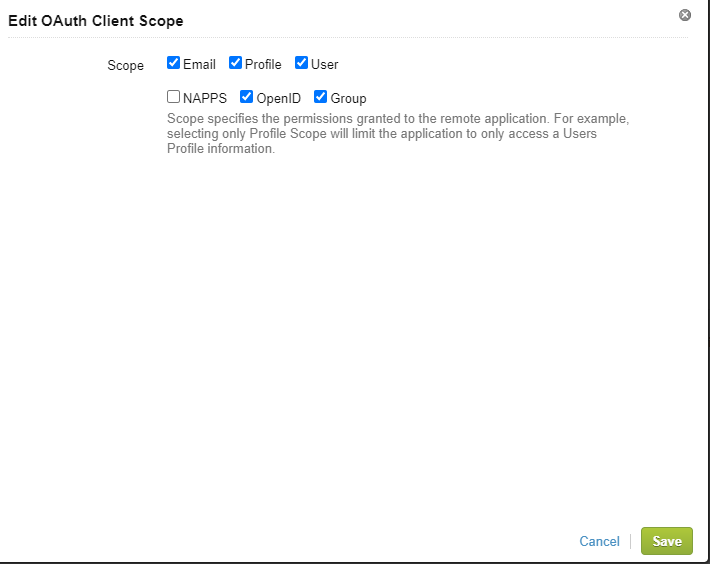 Edit OAuth Client Scope
Scope Email Profile User
NAPPS OpenID Group
Scope specifies the permissions granted to the remote application. For example,
selecting only Profile Scope will limit the application to only access a Users
Profile information.
Cancel Save